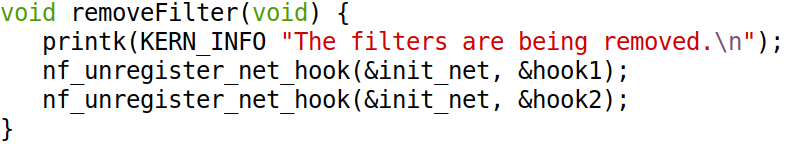 void removeFilter(void) {
   printk(KERN_INFO "The filters are being removed.\n");
   nf_unregister_net_hook(&init_net, &hook1);
   nf_unregister_net_hook(&init_net, &hook2);
}